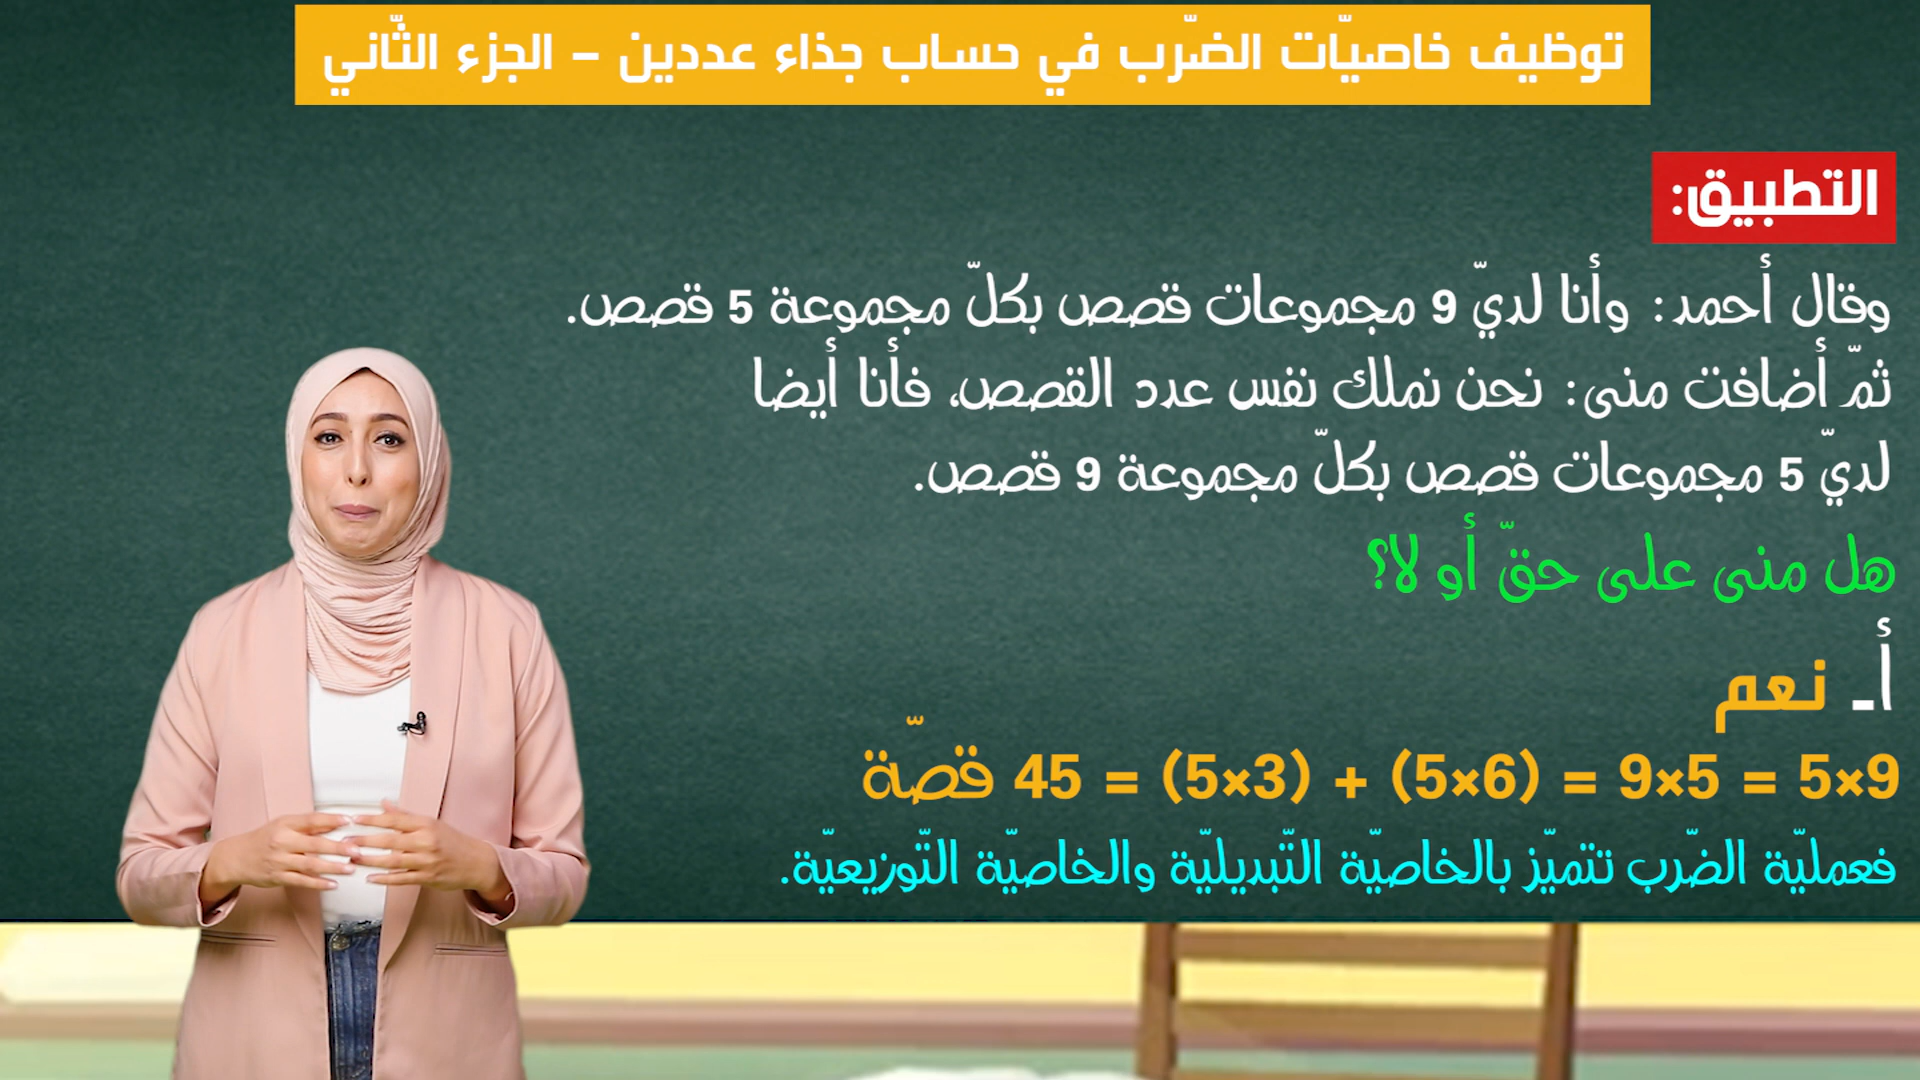 توظيف خاصيّات الضّرب في حساب جذاء عددين – الجزء الثّاني
التطبيق:
وقال أحمد: وأنا لديّ 9 مجموعات قصص بكلّ مجموعة 5 قصص.
ثمّ أضافت منى: نحن نملك نفس عدد القصص، فأنا أيضا
لديّ 5 مجموعات قصص بكلّ مجموعة 9 قصص.
هل منى على حقّ أو لا؟
أـ نعم
5×9 = 9×5 = (5×6) + (5×3) = 45 قصّة
فعمليّة الضّرب تتميّز بالخاصيّة التّبديليّة والخاصيّة التّوزيعيّة.